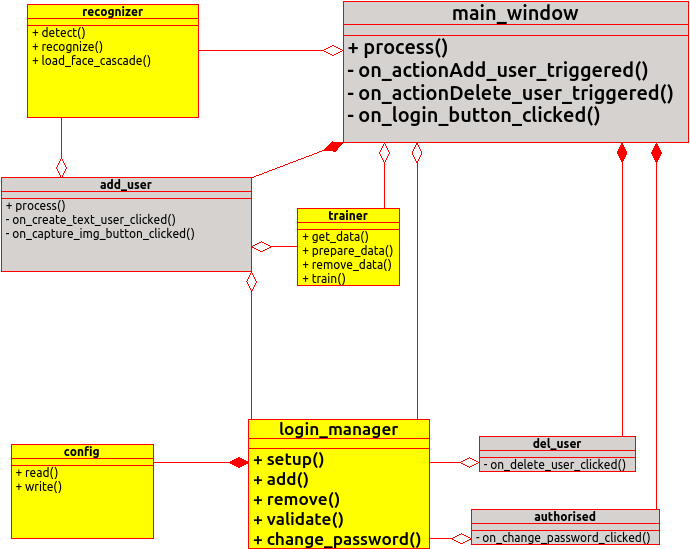 recognizer
+ detect()
+ recognize()
+ load_face_cascade()
main_window
+ process()
- on_actionAdd_user_triggered()
- on_actionDelete_user_triggered()
- on_login_button_clicked()
add_user
+ process()
- on_create_text_user_clicked()
- on_capture_img_button_clicked()
trainer
+ get_data()
+ prepare_data()
+ remove_data()
+ train()
login_manager
+ setup()
+ add()
+ remove()
+ validate()
+ change_password()
config
+ read()
+ write()
del_user
- on_delete_user_clicked()
authorised
- on_change_password_clicked()